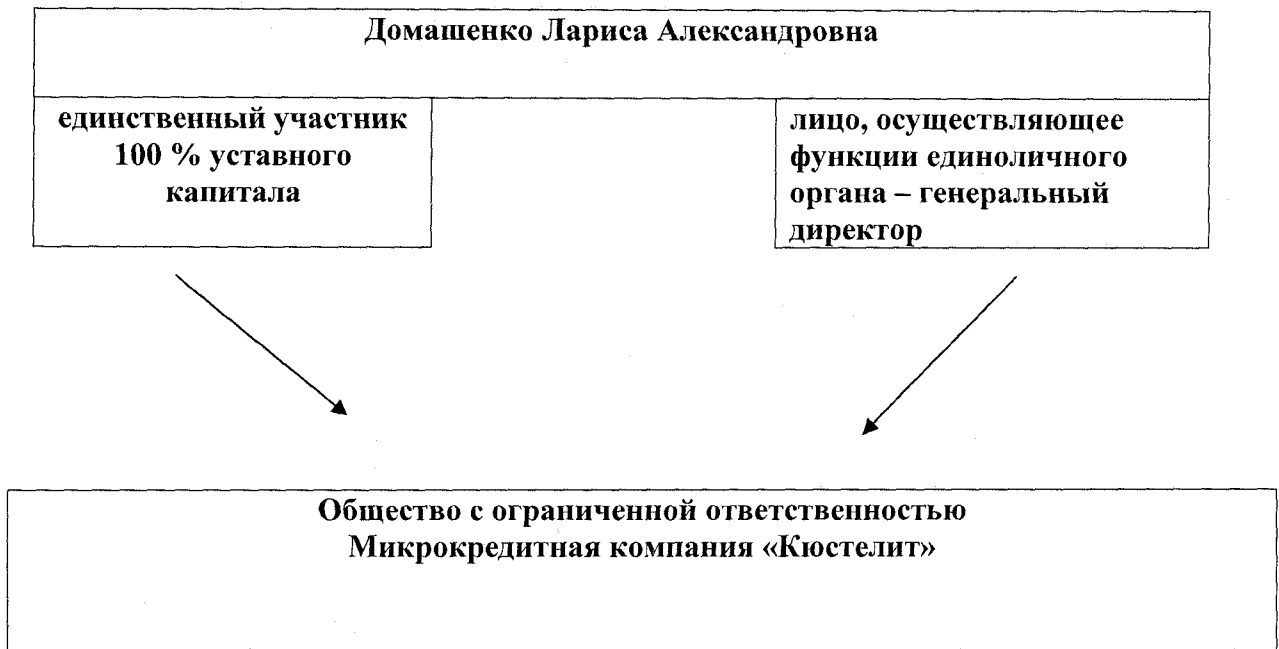 Домашенко Лариса Александровна
единственный участник
100 % уставного
капитала
лицо, осуществляющее
функции единоличного
органа – генеральный
директор
Общество с ограниченной ответственностью
Микрокредитная компания «Кюстелит»